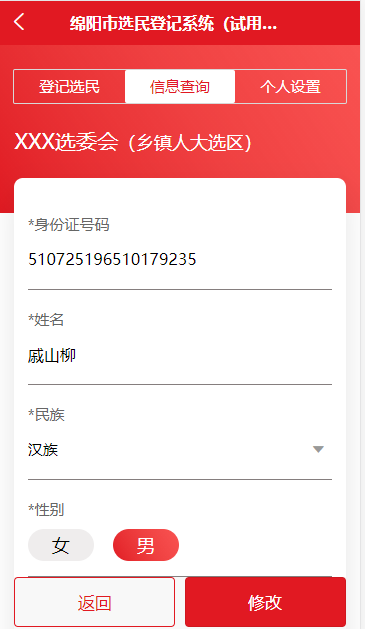 绵阳市选民登记系统（试用...
登记选民 信息查询 个人设置
XXX选委会（乡镇人大选区）
*身份证号码
510725196510179235
*姓名
戚山柳
*民族
汉族
*性别
女 男
返回 修改